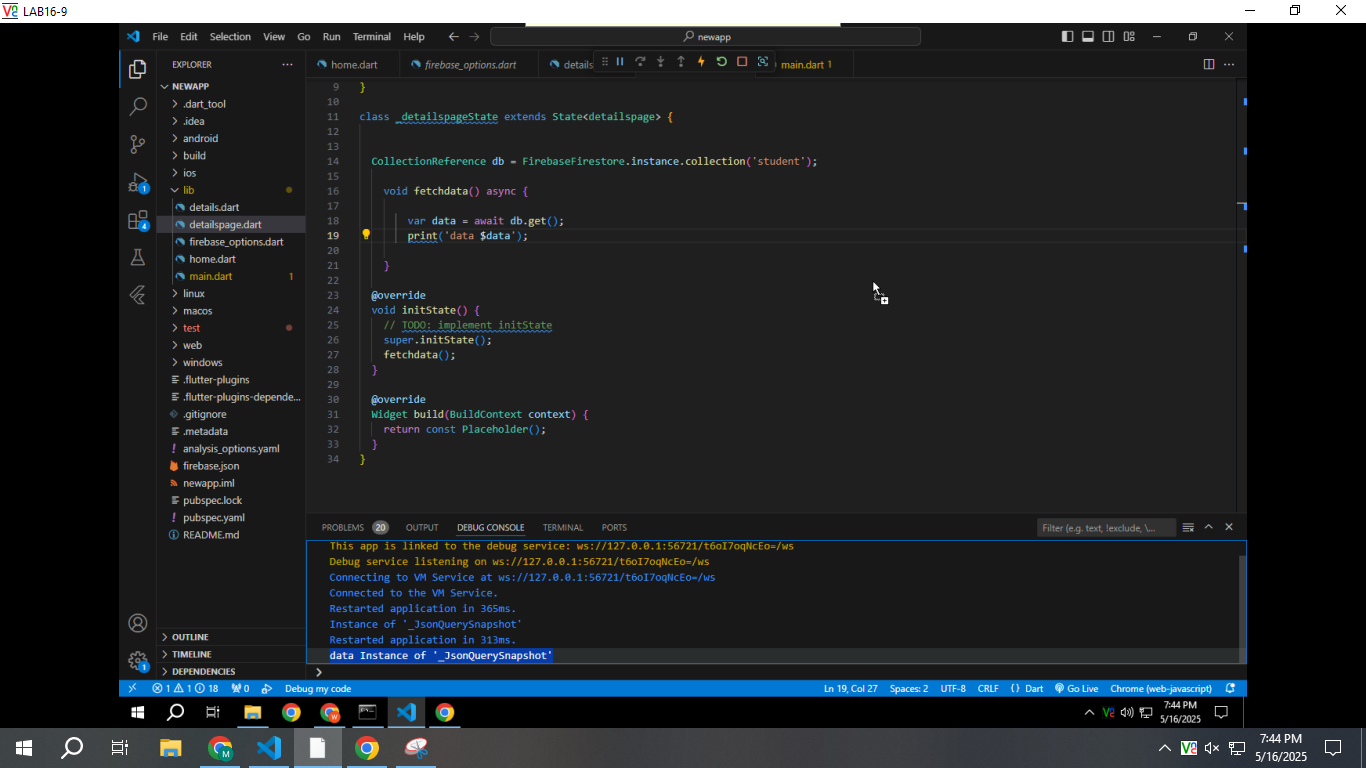 LAB16-9
File Edit Selection View Go Run Terminal Help
newapp
EXPLORER
home.dart
firebase_options.dart
details
main.dart 1
NEWAPP
.dart_tool
.idea
android
build
ios
lib
details.dart
detailspage.dart
firebase_options.dart
home.dart
main.dart 1
linux
macos
test
web
windows
.flutter-plugins
.flutter-plugins-depende...
.gitignore
.metadata
analysis_options.yaml
firebase.json
newapp.iml
pubspec.lock
pubspec.yaml
README.md
OUTLINE
TIMELINE
DEPENDENCIES
9 }
10
11 class _detailspageState extends State<detailspage> {
12
13
14 CollectionReference db = FirebaseFirestore.instance.collection('student');
15
16 void fetchdata() async {
17
18 var data = await db.get();
19 print('data $data');
20
21 }
22
23 @override
24 void initState() {
25 // TODO: implement initState
26 super.initState();
27 fetchdata();
28 }
29
30 @override
31 Widget build(BuildContext context) {
32 return const Placeholder();
33 }
34 }
PROBLEMS 20 OUTPUT DEBUG CONSOLE TERMINAL PORTS
Filter (e.g. text, !exclude, \...
This app is linked to the debug service: ws://127.0.0.1:56721/t6oI7oqNcEo=/ws
Debug service listening on ws://127.0.0.1:56721/t6oI7oqNcEo=/ws
Connecting to VM Service at ws://127.0.0.1:56721/t6oI7oqNcEo=/ws
Connected to the VM Service.
Restarted application in 365ms.
Instance of '_JsonQuerySnapshot'
Restarted application in 313ms.
data Instance of '_JsonQuerySnapshot'
1 1 18 0 Debug my code
Ln 19, Col 27 Spaces: 2 UTF-8 CRLF {} Dart Go Live Chrome (web-javascript)
7:44 PM
5/16/2025
7:44 PM
5/16/2025